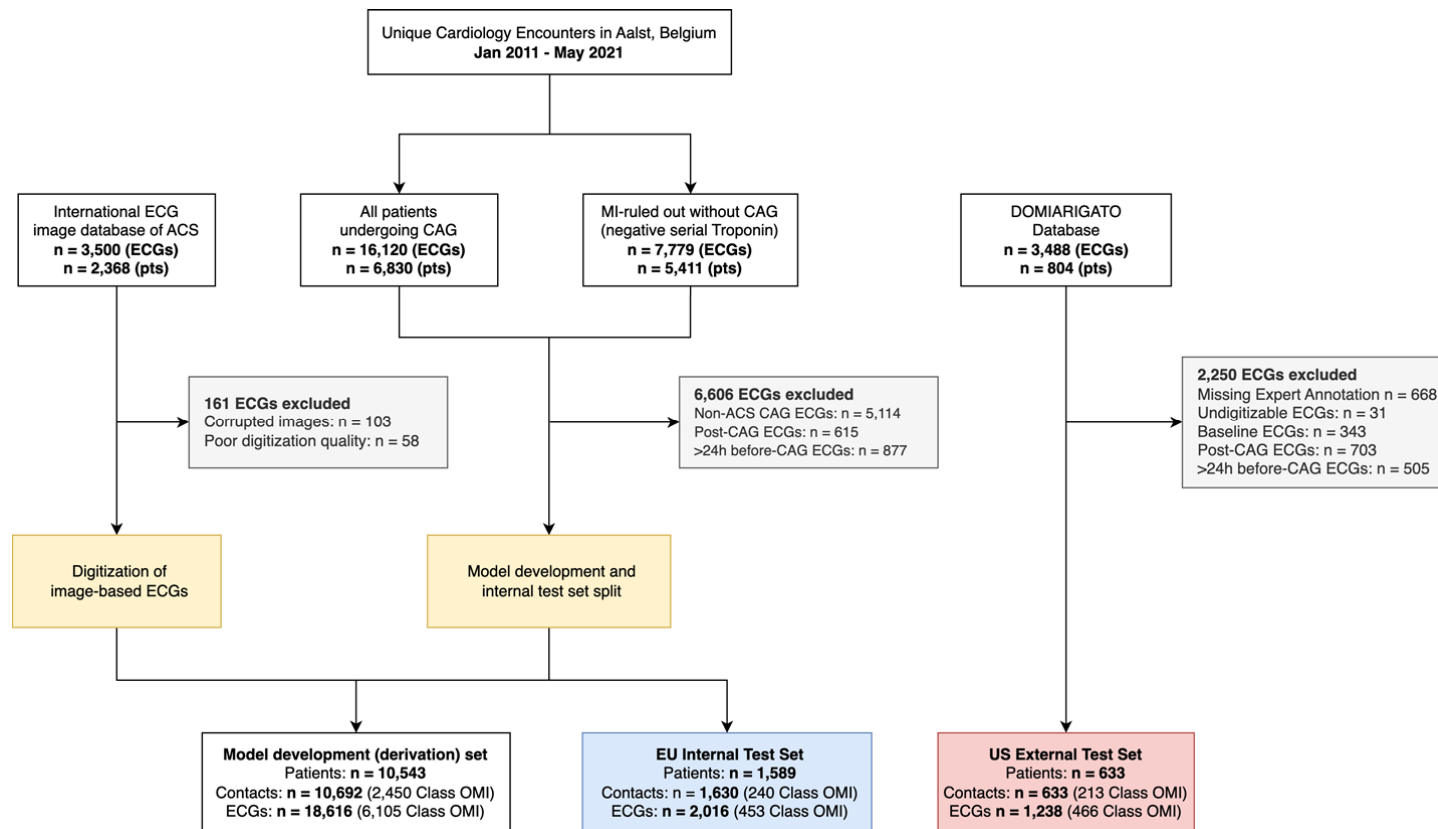 Unique Cardiology Encounters in Aalst, Belgium
Jan 2011 - May 2021
International ECG
image database of ACS
n = 3,500 (ECGs)
n = 2,368 (pts)
All patients
undergoing CAG
n = 16,120 (ECGs)
n = 6,830 (pts)
MI-ruled out without CAG
(negative serial Troponin)
n = 7,779 (ECGs)
n = 5,411 (pts)
DOMIARIGATO
Database
n = 3,488 (ECGs)
n = 804 (pts)
161 ECGs excluded
Corrupted images: n = 103
Poor digitization quality: n = 58
6,606 ECGs excluded
Non-ACS CAG ECGs: n = 5,114
Post-CAG ECGs: n = 615
>24h before-CAG ECGs: n = 877
2,250 ECGs excluded
Missing Expert Annotation n = 668
Undigitizable ECGs: n = 31
Baseline ECGs: n = 343
Post-CAG ECGs: n = 703
>24h before-CAG ECGs: n = 505
Digitization of
image-based ECGs
Model development and
internal test set split
Model development (derivation) set
Patients: n = 10,543
Contacts: n = 10,692 (2,450 Class OMI)
ECGs: n = 18,616 (6,105 Class OMI)
EU Internal Test Set
Patients: n = 1,589
Contacts: n = 1,630 (240 Class OMI)
ECGs: n = 2,016 (453 Class OMI)
US External Test Set
Patients: n = 633
Contacts: n = 633 (213 Class OMI)
ECGs n = 1,238 (466 Class OMI)